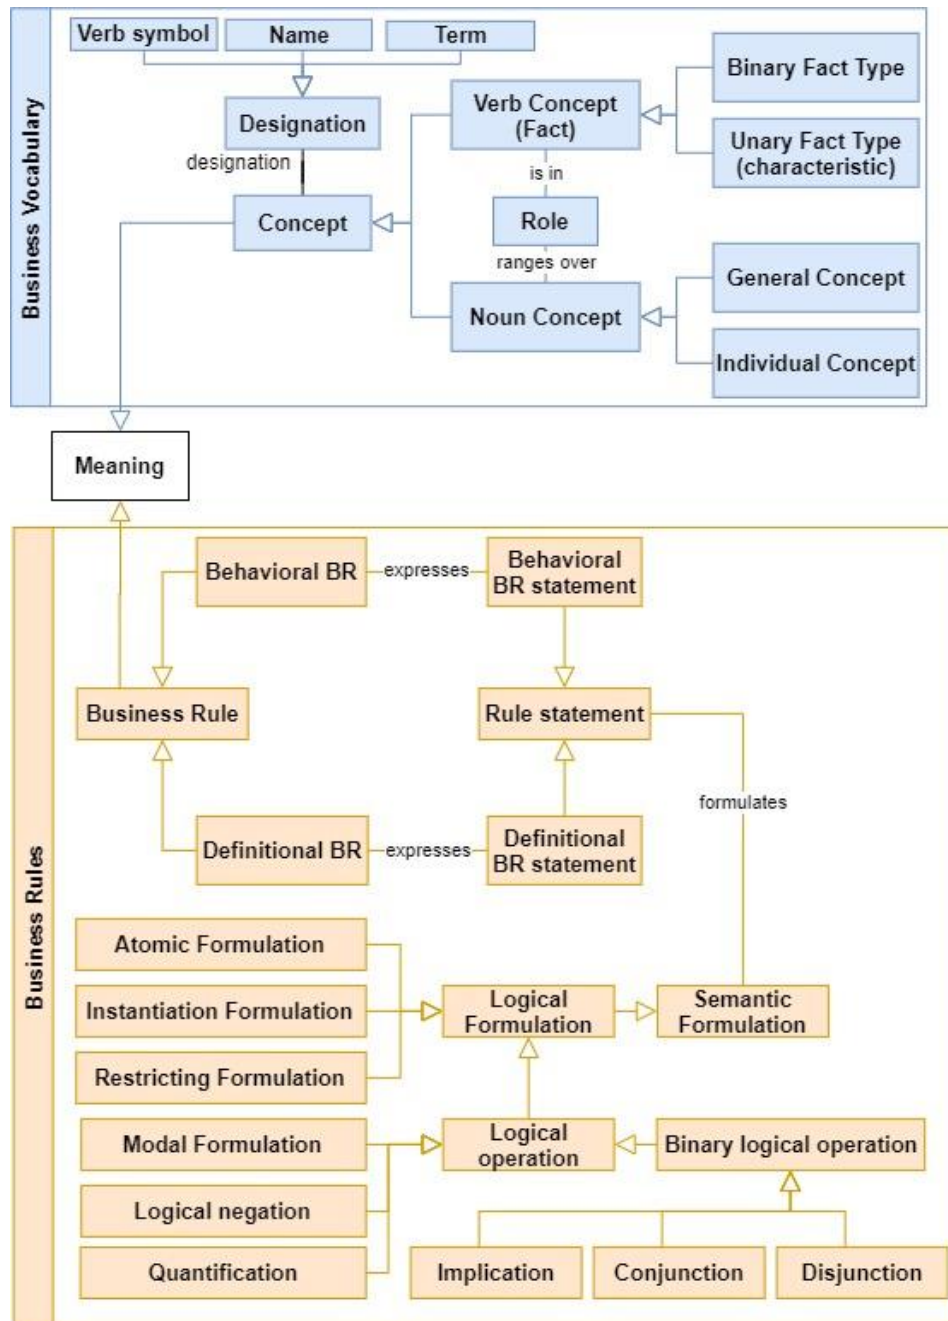 Business Vocabulary
Verb symbol
Name
Term
Designation
designation
Concept
Verb Concept
(Fact)
is in
Role
ranges over
Noun Concept
Binary Fact Type
Unary Fact Type
(characteristic)
General Concept
Individual Concept
Meaning
Business Rules
Behavioral BR
expresses
Behavioral
BR statement
Business Rule
Rule statement
formulates
Definitional BR
expresses
Definitional
BR statement
Atomic Formulation
Instantiation Formulation
Restricting Formulation
Logical
Formulation
Semantic
Formulation
Modal Formulation
Logical negation
Quantification
Logical
operation
Binary logical operation
Implication
Conjunction
Disjunction